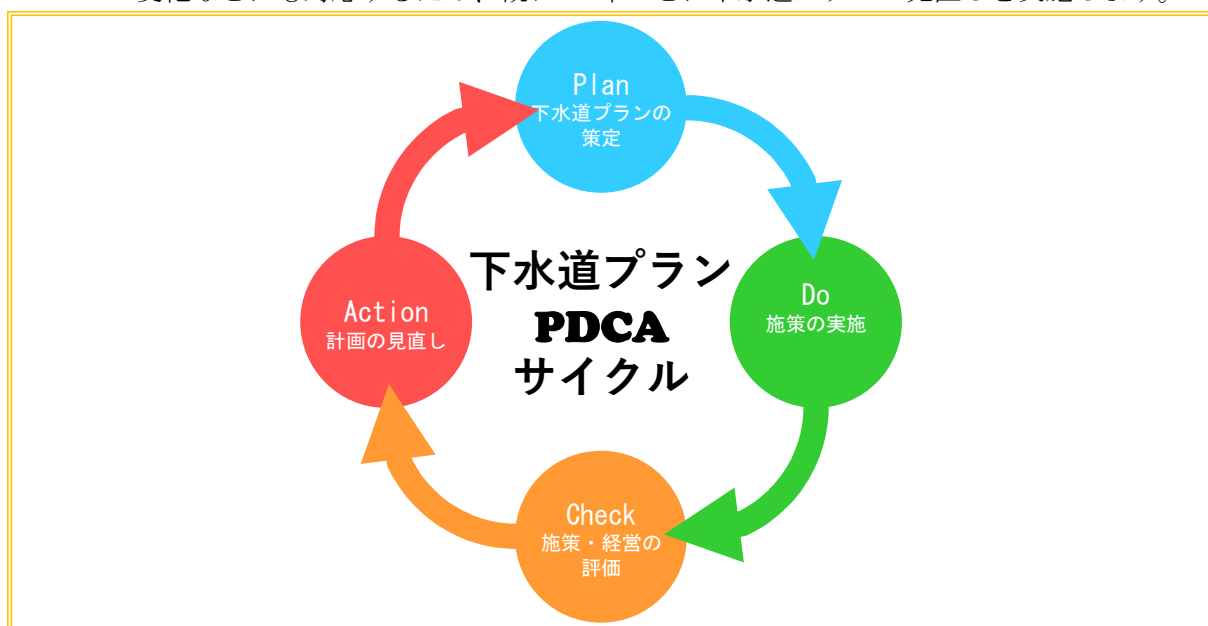 Plan
下水道プランの
策定
Do
施策の実施
Check
施策・経営の
評価
Action
計画の見直し
下水道プラン
PDCA
サイクル